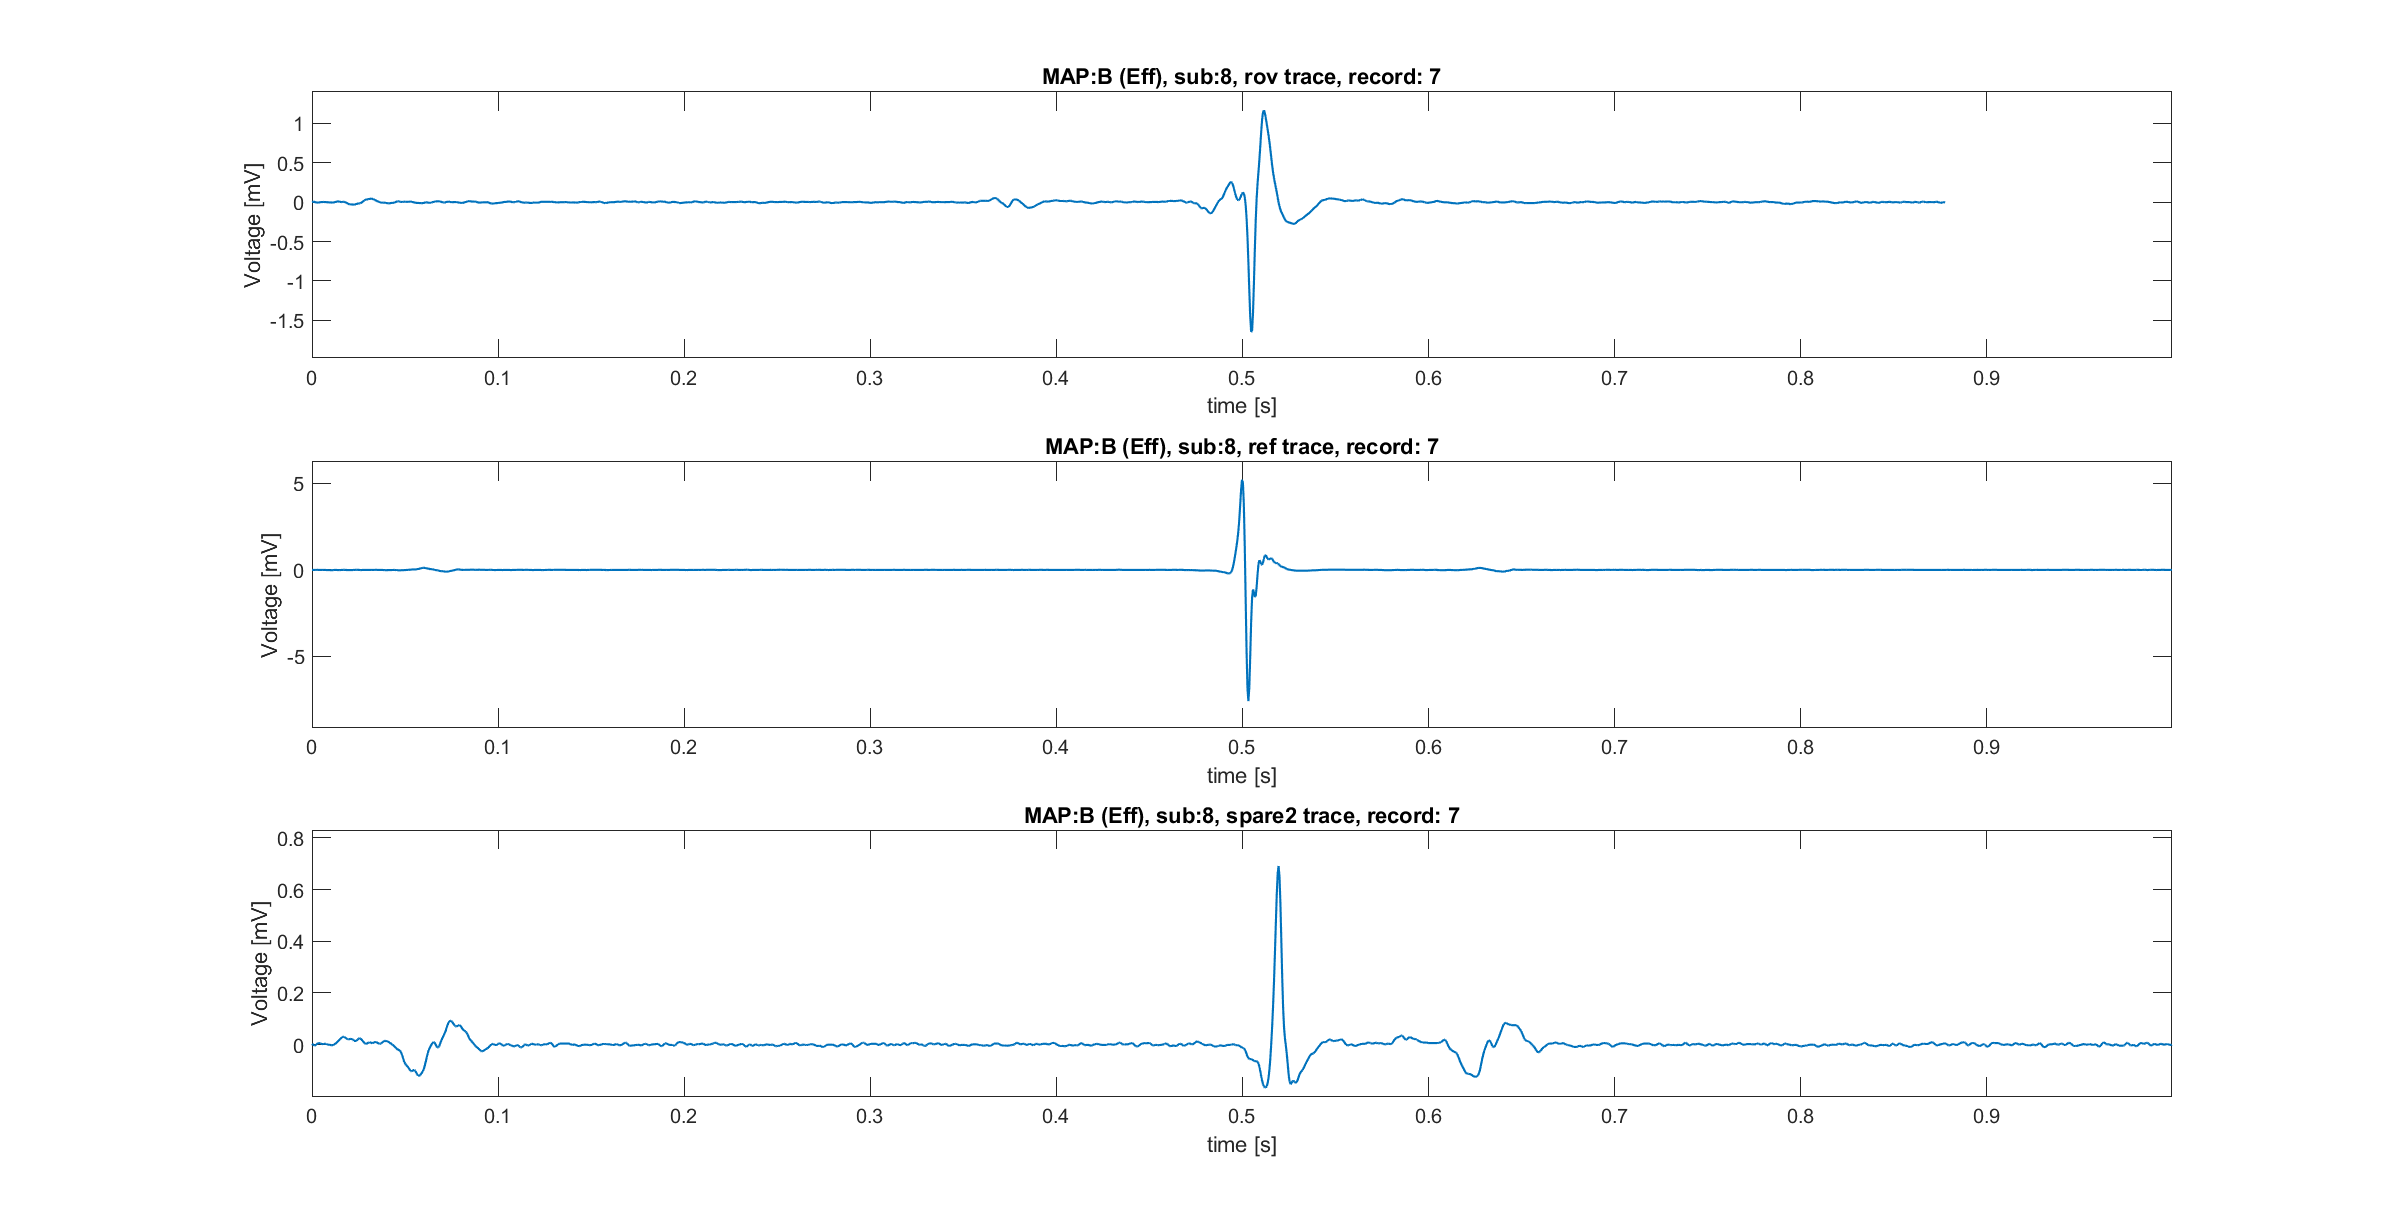 MAP:B (Eff), sub:8, rov trace, record: 7
Voltage [mV]
1
0.5
0
-0.5
-1
-1.5
0 0.1 0.2 0.3 0.4 0.5 0.6 0.7 0.8 0.9
time [s]
MAP:B (Eff), sub:8, ref trace, record: 7
Voltage [mV]
5
0
-5
0 0.1 0.2 0.3 0.4 0.5 0.6 0.7 0.8 0.9
time [s]
MAP:B (Eff), sub:8, spare2 trace, record: 7
Voltage [mV]
0.8
0.6
0.4
0.2
0
0 0.1 0.2 0.3 0.4 0.5 0.6 0.7 0.8 0.9
time [s]